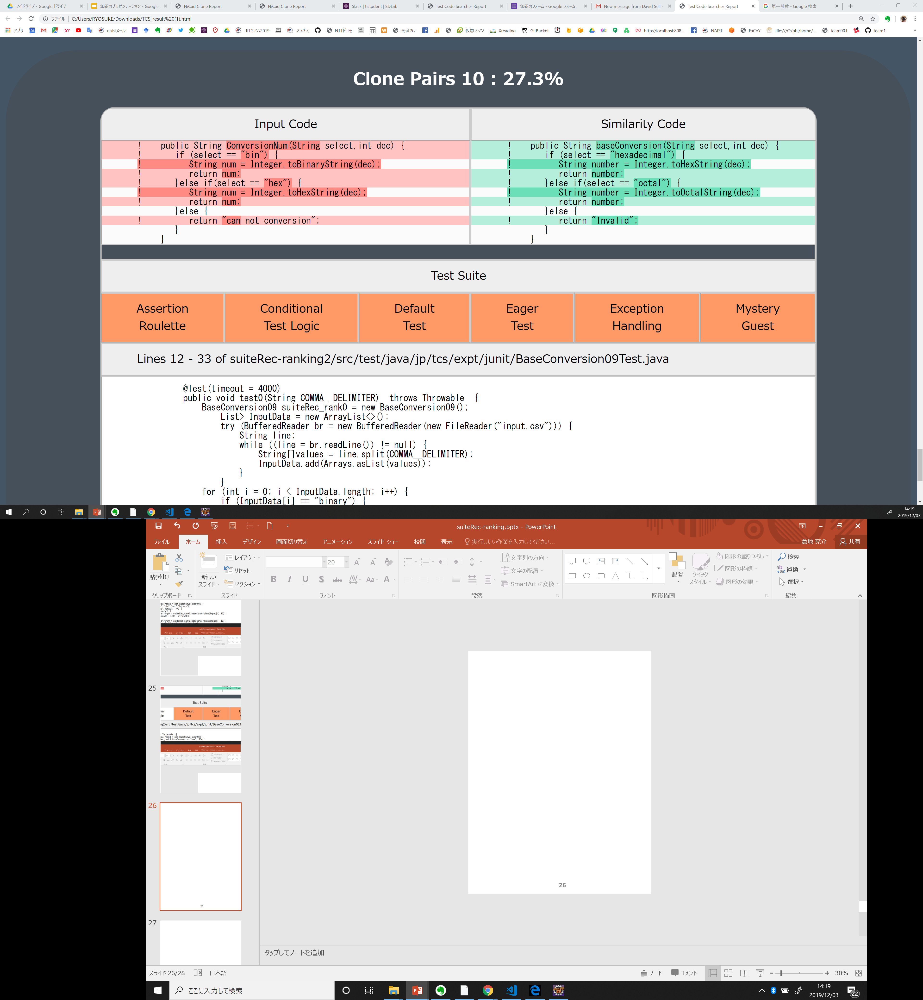 マイドライブ - Google ドライブ
無題のプレゼンテーション - Google
NiCad Clone Report
NiCad Clone Report
Slack | ! student | SDLab
Test Code Searcher Report
無題のフォーム - Google フォーム
New message from David Sell -
Test Code Searcher Report
第一引数 - Google 検索
ファイル | C:/Users/RYOSUKE/Downloads/TCS_result%20(1).html
アプリ
naistメール
コロキアム2019
シラバス
NTTドコモ
発音カナ
仮想マシン
Xreading
GitBucket
http://localhost:808...
NAIST
FaCoY
file:///C:/pbl/home/...
team001
team1
»
Clone Pairs 10 : 27.3%
Input Code
! public String ConversionNum(String select,int dec) {
! if (select == "bin") {
! String num = Integer.toBinaryString(dec);
! return num;
! }else if(select == "hex") {
! String num = Integer.toHexString(dec);
! return num;
}else {
! return "can not conversion";
}
}
Similarity Code
! public String baseConversion(String select,int dec) {
! if (select == "hexadecimal") {
! String number = Integer.toHexString(dec);
! return number;
! }else if(select == "octal") {
! String number = Integer.toOctalString(dec);
! return number;
}else {
! return "Invalid";
}
}
Test Suite
Assertion
Roulette
Conditional
Test Logic
Default
Test
Eager
Test
Exception
Handling
Mystery
Guest
Lines 12 - 33 of suiteRec-ranking2/src/test/java/jp/tcs/expt/junit/BaseConversion09Test.java
@Test(timeout = 4000)
public void test0(String COMMA__DELIMITER)  throws Throwable  {
BaseConversion09 suiteRec_rank0 = new BaseConversion09();
List> InputData = new ArrayList<>();
try (BufferedReader br = new BufferedReader(new FileReader("input.csv"))) {
String line;
while ((line = br.readLine()) != null) {
String[]values = line.split(COMMA__DELIMITER);
InputData.add(Arrays.asList(values));
}
}
for (int i = 0; i < InputData.length; i++) {
if (InputData[i] == "binary") {
14:19
2019/12/03
suiteRec-ranking.pptx - PowerPoint
ファイル
ホーム
挿入
デザイン
画面切り替え
アニメーション
スライド ショー
校閲
表示
実行したい作業を入力してください...
倉地 亮介
共有
貼り付け
クリップボード
新しい
スライド
レイアウト
リセット
セクション
スライド
20
B I U S abc AV Aa A
フォント
文字列の方向
文字の配置
SmartArt に変換
段落
配置
クイック
スタイル
図形の塗りつぶし
図形の枠線
図形の効果
図形描画
検索
置換
選択
編集
25
Test Suite
Default
Test
Eager
Test
26
26
27
26
タップしてノートを追加
スライド 26/28
日本語
ノート
コメント
30%
ここに入力して検索
14:19
2019/12/03
22